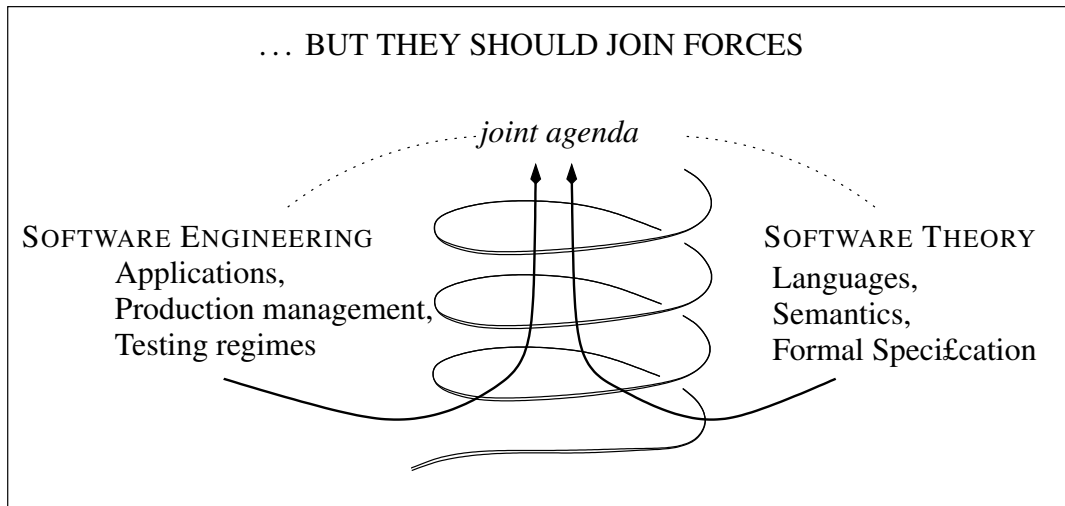 ... BUT THEY SHOULD JOIN FORCES
joint agenda
SOFTWARE ENGINEERING
Applications,
Production management,
Testing regimes
SOFTWARE THEORY
Languages,
Semantics,
Formal Speci£cation